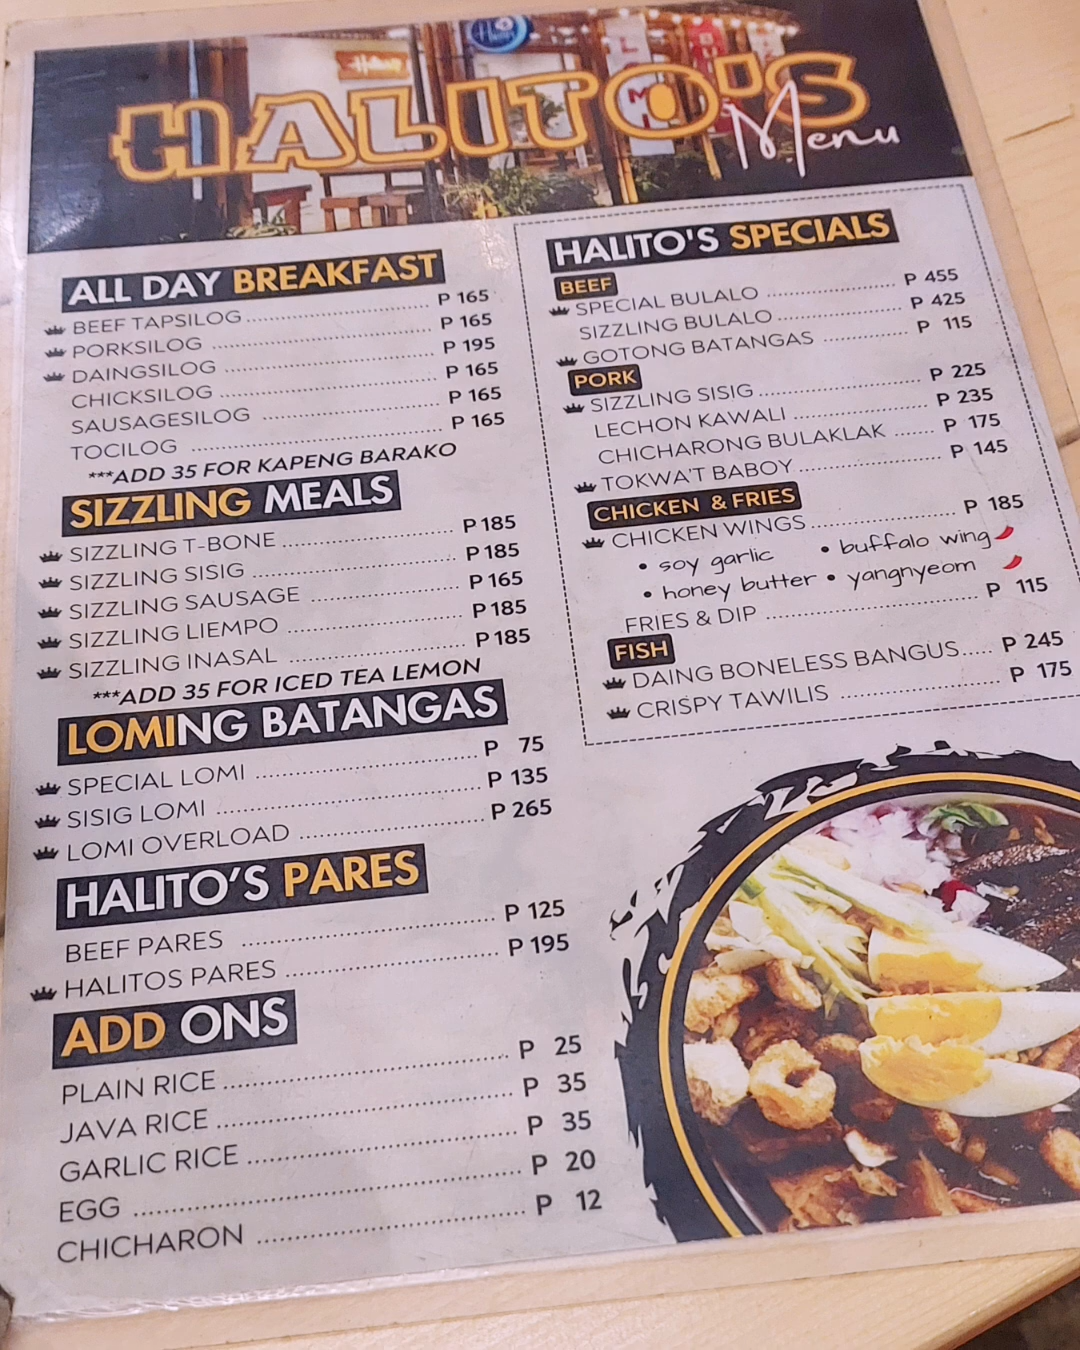 HALITO'S
Menu
ALL DAY BREAKFAST
BEEF TAPSILOG P 165
PORKSILOG P 165
DAINGSILOG P 195
CHICKSILOG P 165
SAUSAGESILOG P 165
TOCILOG P 165
***ADD 35 FOR KAPENG BARAKO
SIZZLING MEALS
SIZZLING T-BONE P 185
SIZZLING SISIG P 185
SIZZLING SAUSAGE P 165
SIZZLING LIEMPO P 185
SIZZLING INASAL P 185
***ADD 35 FOR ICED TEA LEMON
LOMING BATANGAS
SPECIAL LOMI P 75
SISIG LOMI P 135
LOMI OVERLOAD P 265
HALITO'S PARES
BEEF PARES P 125
HALITOS PARES P 195
ADD ONS
PLAIN RICE P 25
JAVA RICE P 35
GARLIC RICE P 35
EGG P 20
CHICHARON P 12
HALITO'S SPECIALS
BEEF
SPECIAL BULALO P 455
SIZZLING BULALO P 425
GOTONG BATANGAS P 115
PORK
SIZZLING SISIG P 225
LECHON KAWALI P 235
CHICHARONG BULAKLAK P 175
TOKWA'T BABOY P 145
CHICKEN & FRIES
CHICKEN WINGS P 185
• soy garlic • buffalo wing
• honey butter • yangnyeom
FRIES & DIP P 115
FISH
DAING BONELESS BANGUS P 245
CRISPY TAWILIS P 175